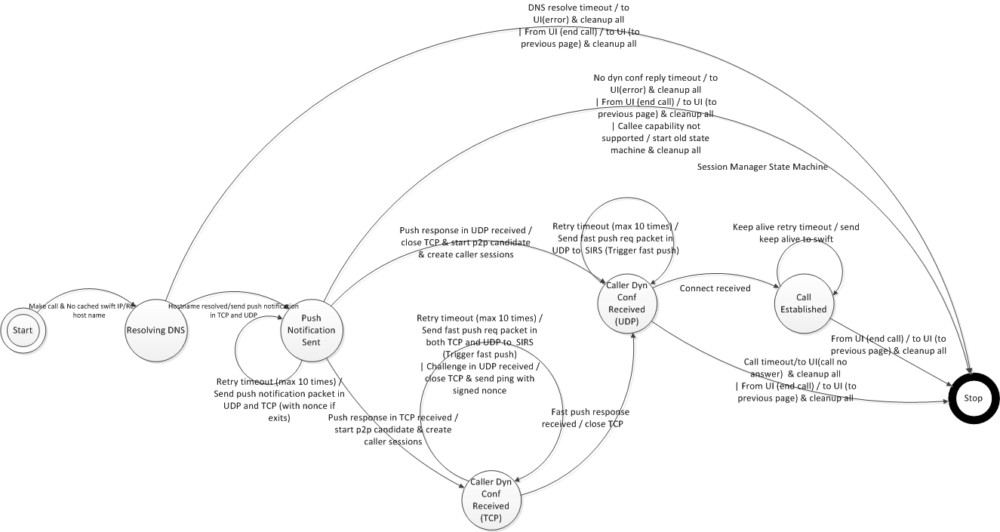 DNS resolve timeout / to
UI(error) & cleanup all
| From UI (end call) / to UI (to
previous page) & cleanup all
No dyn conf reply timeout / to
UI(error) & cleanup all
| From UI (end call) / to UI (to
previous page) & cleanup all
| Callee capability not
supported / start old state
machine & cleanup all
Session Manager State Machine
Push response in UDP received /
close TCP & start p2p candidate
& create caller sessions
Retry timeout (max 10 times) /
Send fast push req packet in
UDP to SIRS (Trigger fast push)
Keep alive retry timeout / send
keep alive to swift
Caller Dyn
Conf
Received
(UDP)
Connect received
Call
Established
Make call & No cached swift IP/Re-
host name
Start
Resolving DNS
Hostname resolved/send push notification
in TCP and UDP
Push
Notification
Sent
Retry timeout (max 10 times) /
Send fast push req packet in
both TCP and UDP to SIRS
(Trigger fast push)
| Challenge in UDP received /
close TCP & send ping with
signed nonce
From UI (end call) / to UI (to
previous page) & cleanup all
Call timeout/to UI(call no
answer) & cleanup all
| From UI (end call) / to UI (to
previous page) & cleanup all
Stop
Retry timeout (max 10 times) /
Send push notification packet in
UDP and TCP (with nonce if
exits)
Push response in TCP received /
start p2p candidate & create
caller sessions
Fast push response
received / close TCP
Caller Dyn
Conf
Received
(TCP)